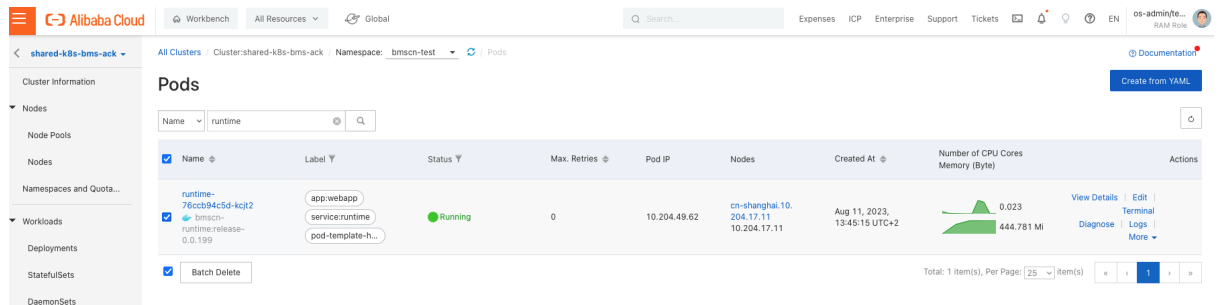 Alibaba Cloud
Workbench
All Resources
Global
Search...
Expenses ICP Enterprise Support Tickets EN
os-admin/te...
RAM Role
shared-k8s-bms-ack
All Clusters / Cluster:shared-k8s-bms-ack / Namespace: bmscn-test / Pods
Documentation
Cluster Information
Nodes
Node Pools
Nodes
Namespaces and Quota...
Workloads
Deployments
StatefulSets
DaemonSets
Pods
Create from YAML
Name runtime
Name Label Status Max. Retries Pod IP Nodes Created At Number of CPU Cores Actions
Memory (Byte)
runtime-
76ccb94c5d-kcjt2
bmscn-
runtime:release-
0.0.199
app:webapp
service:runtime
pod-template-h...
Running
0
10.204.49.62
cn-shanghai.10.
204.17.11
10.204.17.11
Aug 11, 2023,
13:45:15 UTC+2
0.023
444.781 Mi
View Details | Edit |
Terminal
Diagnose | Logs |
More
Batch Delete
Total: 1 item(s), Per Page: 25 item(s) « ‹ 1 › »